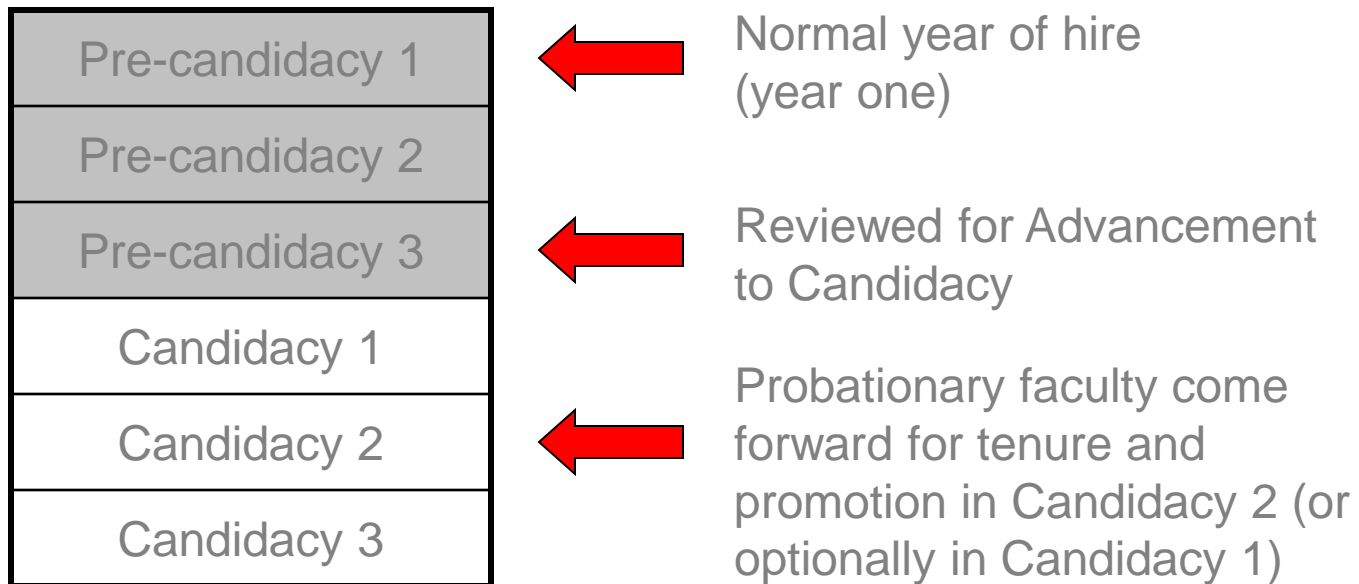 Pre-candidacy 1
Normal year of hire
(year one)
Pre-candidacy 2
Pre-candidacy 3
Reviewed for Advancement
to Candidacy
Candidacy 1
Candidacy 2
Probationary faculty come
forward for tenure and
promotion in Candidacy 2 (or
optionally in Candidacy 1)
Candidacy 3